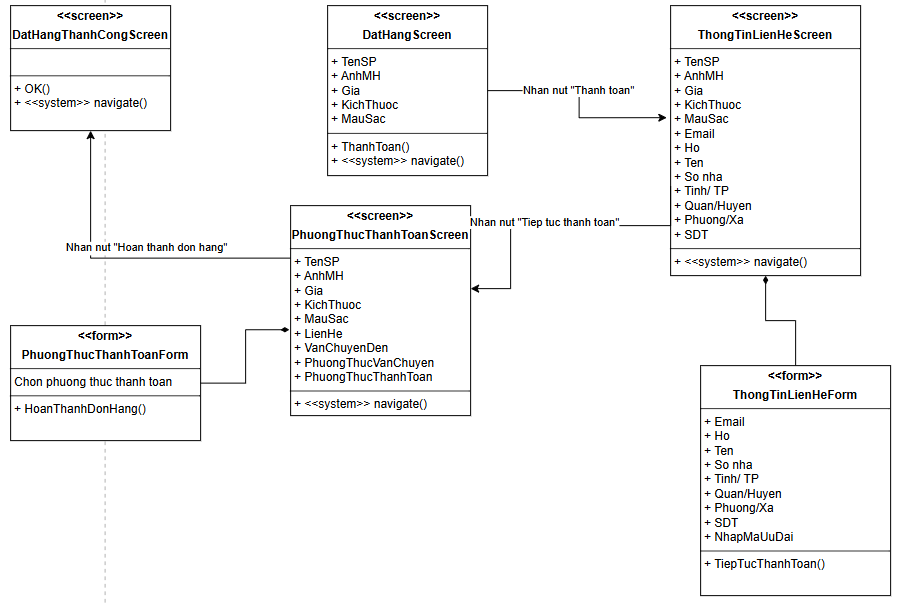 <<screen>>
DatHangThanhCongScreen
+ OK()
+ <<system>> navigate()
<<screen>>
DatHangScreen
+ TenSP
+ AnhMH
+ Gia
+ KichThuoc
+ MauSac
+ ThanhToan()
+ <<system>> navigate()
Nhan nut "Thanh toan"
<<screen>>
ThongTinLienHeScreen
+ TenSP
+ AnhMH
+ Gia
+ KichThuoc
+ MauSac
+ Email
+ Ho
+ Ten
+ So nha
+ Tinh/ TP
+ Quan/Huyen
+ Phuong/Xa
+ SDT
+ <<system>> navigate()
Nhan nut "Tiep tuc thanh toan"
<<screen>>
PhuongThucThanhToanScreen
+ TenSP
+ AnhMH
+ Gia
+ KichThuoc
+ MauSac
+ LienHe
+ VanChuyenDen
+ PhuongThucVanChuyen
+ PhuongThucThanhToan
+ <<system>> navigate()
Nhan nut "Hoan thanh don hang"
<<form>>
PhuongThucThanhToanForm
Chon phuong thuc thanh toan
+ HoanThanhDonHang()
<<form>>
ThongTinLienHeForm
+ Email
+ Ho
+ Ten
+ So nha
+ Tinh/ TP
+ Quan/Huyen
+ Phuong/Xa
+ SDT
+ NhapMaUuDai
+ TiepTucThanhToan()